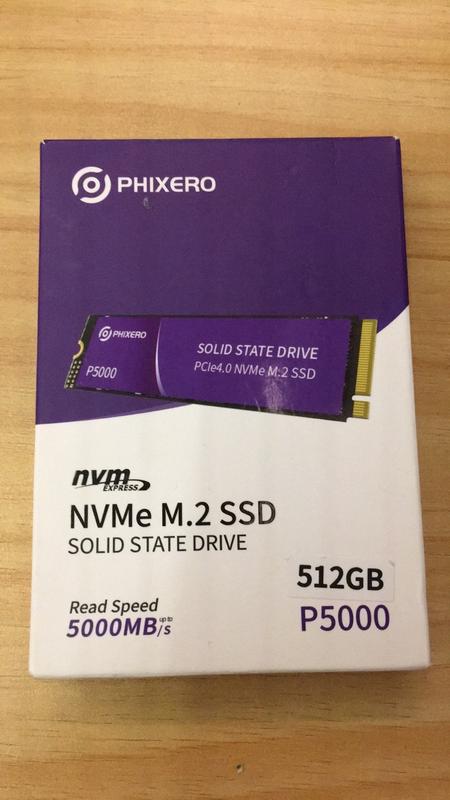 PHIXERO
PHIXERO
P5000
SOLID STATE DRIVE
PCIe4.0 NVMe M.2 SSD
nvm
EXPRESS
NVMe M.2 SSD
SOLID STATE DRIVE
512GB
P5000
Read Speed
up to
5000MB/s